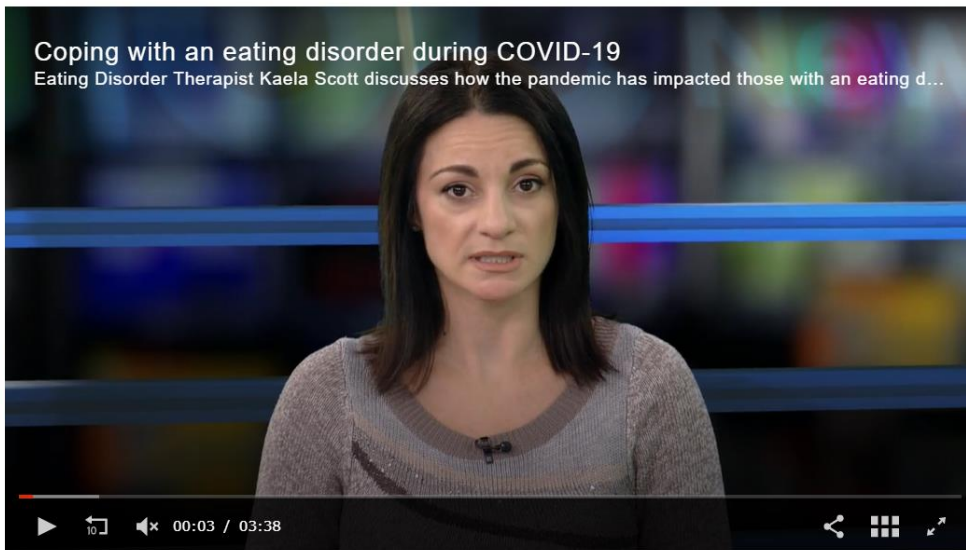 Coping with an eating disorder during COVID-19
Eating Disorder Therapist Kaela Scott discusses how the pandemic has impacted those with an eating d...
10
00:03 / 03:38